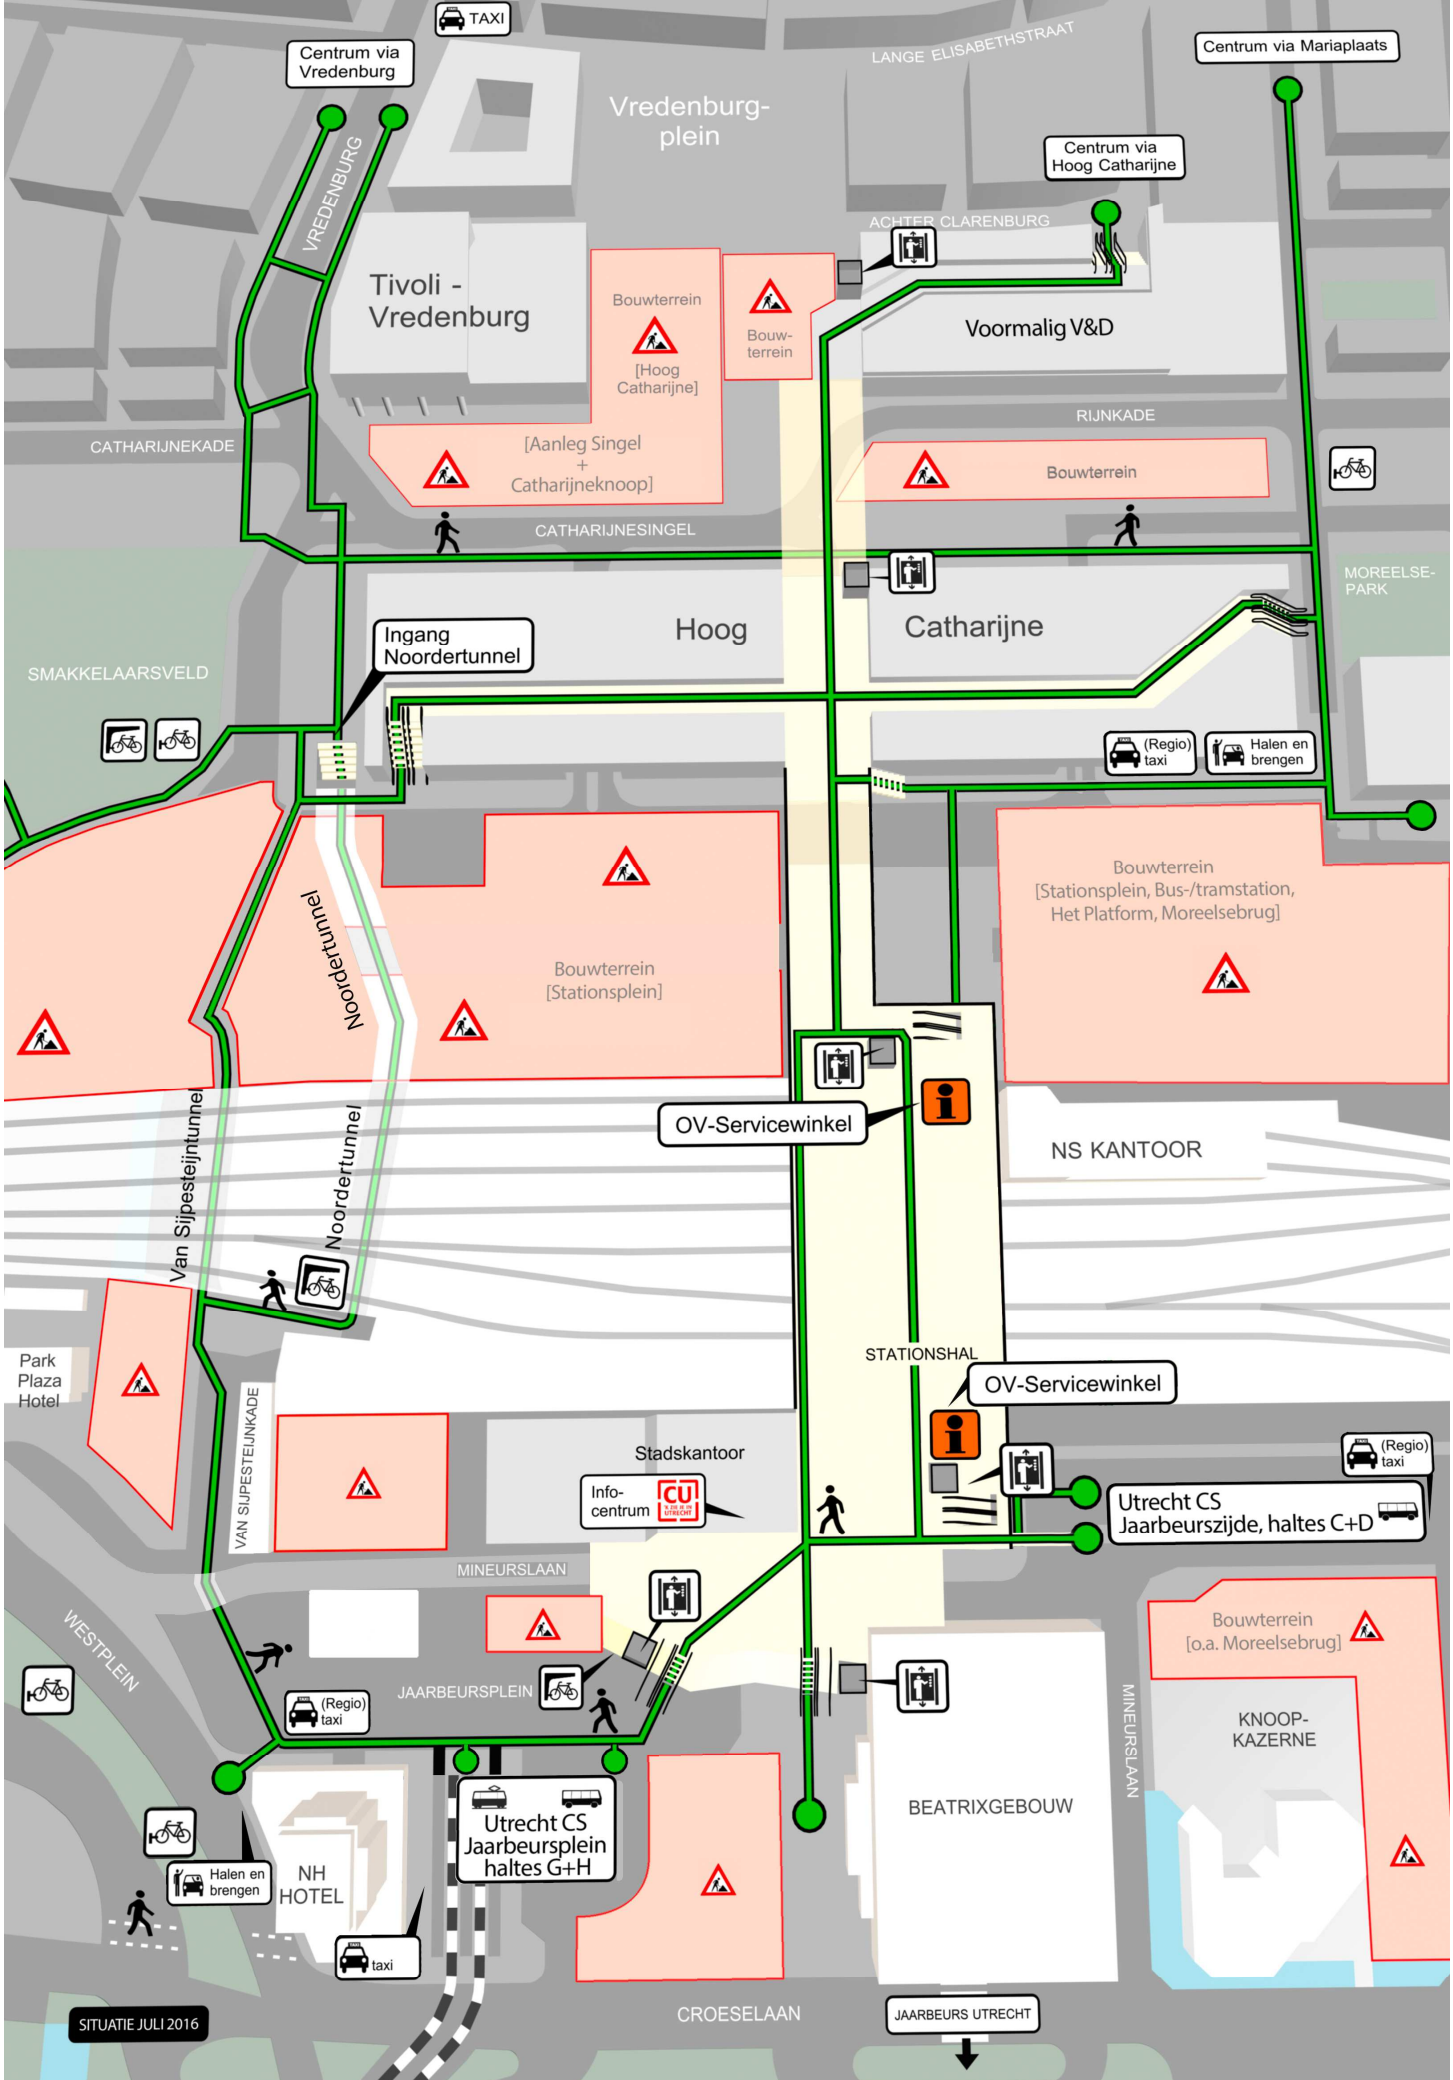 TAXI
Centrum via
Vredenburg
LANGE ELISABETHSTRAAT
Centrum via Mariaplaats
Vredenburg-
plein
VREDENBURG
Centrum via
Hoog Catharijne
ACHTER CLARENBURG
Tivoli -
Vredenburg
Bouwterrein
[Hoog
Catharijne]
Bouw-
terrein
Voormalig V&D
RIJNKADE
CATHARIJNEKADE
[Aanleg Singel
+
Catharijneknoop]
Bouwterrein
CATHARIJNESINGEL
MOREELSE-
PARK
Hoog
Catharijne
Ingang
Noordertunnel
SMAKKELAARSVELD
(Regio)
taxi
Halen en
brengen
Bouwterrein
[Stationsplein, Bus-/tramstation,
Het Platform, Moreelsebrug]
Noordertunnel
Bouwterrein
[Stationsplein]
OV-Servicewinkel
i
NS KANTOOR
Van Sijpesteijntunnel
Noordertunnel
STATIONSHAL
Park
Plaza
Hotel
OV-Servicewinkel
i
VAN SIJPESTEIJNKADE
Stadskantoor
Info-
centrum
CU
'K ZIE JE IN
UTRECHT
(Regio)
taxi
Utrecht CS
Jaarbeurszijde, haltes C+D
MINEURSLAAN
WESTPLEIN
Bouwterrein
[o.a. Moreelsebrug]
JAARBEURSPLEIN
(Regio)
taxi
MINEURSLAAN
KNOOP-
KAZERNE
Utrecht CS
Jaarbeursplein
haltes G+H
BEATRIXGEBOUW
Halen en
brengen
NH
HOTEL
taxi
SITUATIE JULI 2016
CROESELAAN
JAARBEURS UTRECHT